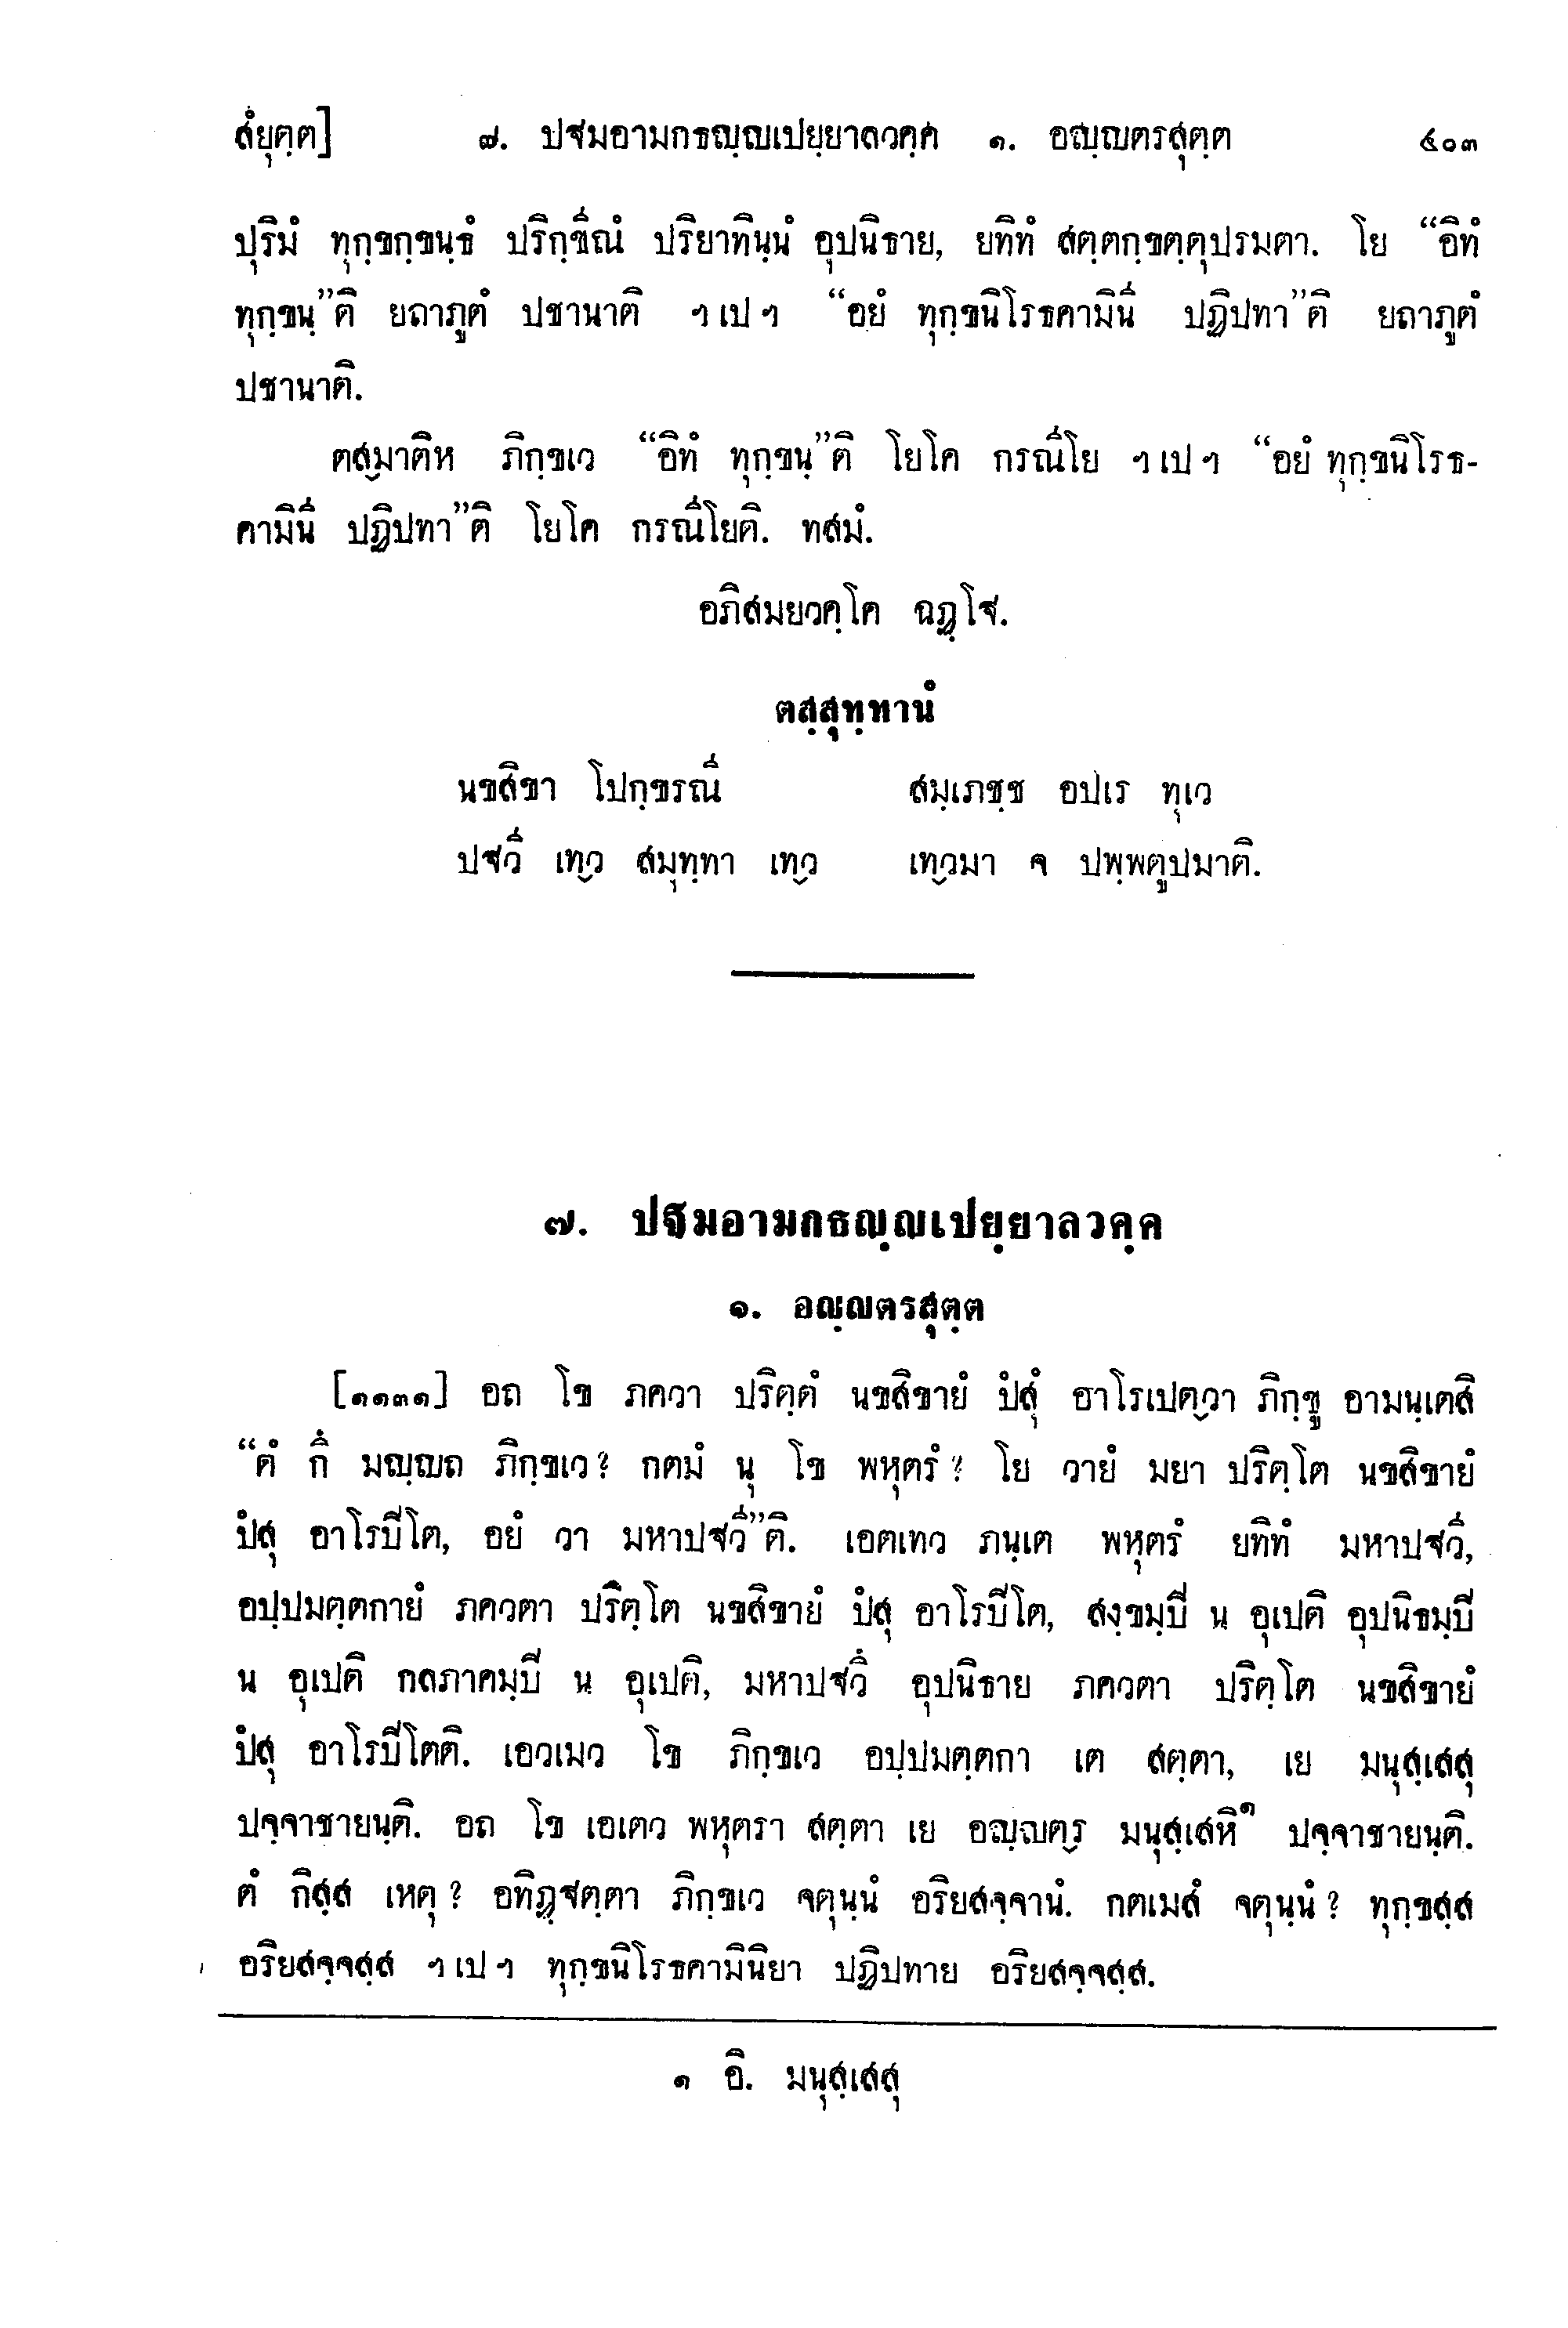 สํยุตฺต] ๗. ปฐมอามกธญฺญเปยฺยาลวคฺค ๑. อญฺญตรสุตฺต ๕๐๓
ปุริมํ ทุกฺขกฺขนฺธํ ปริกฺขีณํ ปริยาทินฺนํ อุปนิธาย, ยทิทํ สตฺตกฺขตฺตุปรมตา. โย “อิทํ
ทุกฺขนฺ”ติ ยถาภูตํ ปชานาติ ฯ เป ฯ “อยํ ทุกฺขนิโรธคามินี ปฏิปทา”ติ ยถาภูตํ
ปชานาติ.
ตสฺมาติห ภิกฺขเว “อิทํ ทุกฺขนฺ”ติ โยโค กรณีโย ฯ เป ฯ “อยํ ทุกฺขนิโรธ-
คามินี ปฏิปทา”ติ โยโค กรณีโยติ. ทสมํ.
อภิสมยวคฺโค ฉฏฺโฐ.
ตสฺสุทฺทานํ
นขสิขา โปกฺขรณี สมฺเภชฺช อปเร ทุเว
ปฐวี เทฺว สมุทฺทา เทฺว เทฺวมา จ ปพฺพตูปมาติ.
๗. ปฐมอามกธญฺญเปยฺยาลวคฺค
๑. อญฺญตรสุตฺต
[๑๑๓๑] อถ โข ภควา ปริตฺตํ นขสิขายํ ปํสุํ อาโรเปตฺวา ภิกฺขู อามนฺเตสิ
“ตํ กึ มญฺญถ ภิกฺขเว? กตมํ นุ โข พหุตรํ? โย วายํ มยา ปริตฺโต นขสิขายํ
ปํสุ อาโรปิโต, อยํ วา มหาปฐวี”ติ. เอตเทว ภนฺเต พหุตรํ ยทิทํ มหาปฐวี,
อปฺปมตฺตกายํ ภควตา ปริตฺโต นขสิขายํ ปํสุ อาโรปิโต, สงฺขมฺปิ น อุเปติ อุปนิธมฺปิ
น อุเปติ กลภาคมฺปิ น อุเปติ, มหาปฐวึ อุปนิธาย ภควตา ปริตฺโต นขสิขายํ
ปํสุ อาโรปิโตติ. เอวเมว โข ภิกฺขเว อปฺปมตฺตกา เต สตฺตา, เย มนุสฺเสสุ
ปจฺจาชายนฺติ. อถ โข เอเตว พหุตรา สตฺตา เย อญฺญตฺร มนุสฺเสหิ๑ ปจฺจาชายนฺติ.
ตํ กิสฺส เหตุ? อทิฏฺฐตฺตา ภิกฺขเว จตุนฺนํ อริยสจฺจานํ. กตเมสํ จตุนฺนํ? ทุกฺขสฺส
อริยสจฺจสฺส ฯ เป ฯ ทุกฺขนิโรธคามินิยา ปฏิปทาย อริยสจฺจสฺส.
๑ อิ. มนุสฺเสสุ